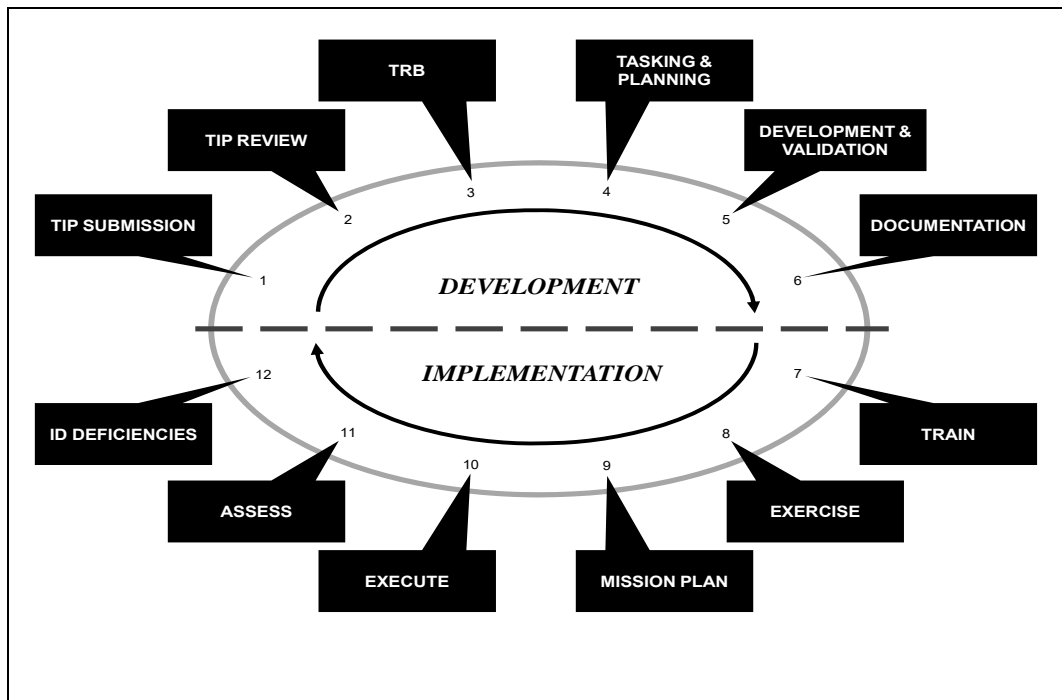 TRB
TASKING &
PLANNING
TIP REVIEW
DEVELOPMENT &
VALIDATION
TIP SUBMISSION
DOCUMENTATION
3
4
2
5
1
6
DEVELOPMENT
IMPLEMENTATION
12
7
11
8
10
9
ID DEFICIENCIES
TRAIN
ASSESS
EXERCISE
EXECUTE
MISSION PLAN